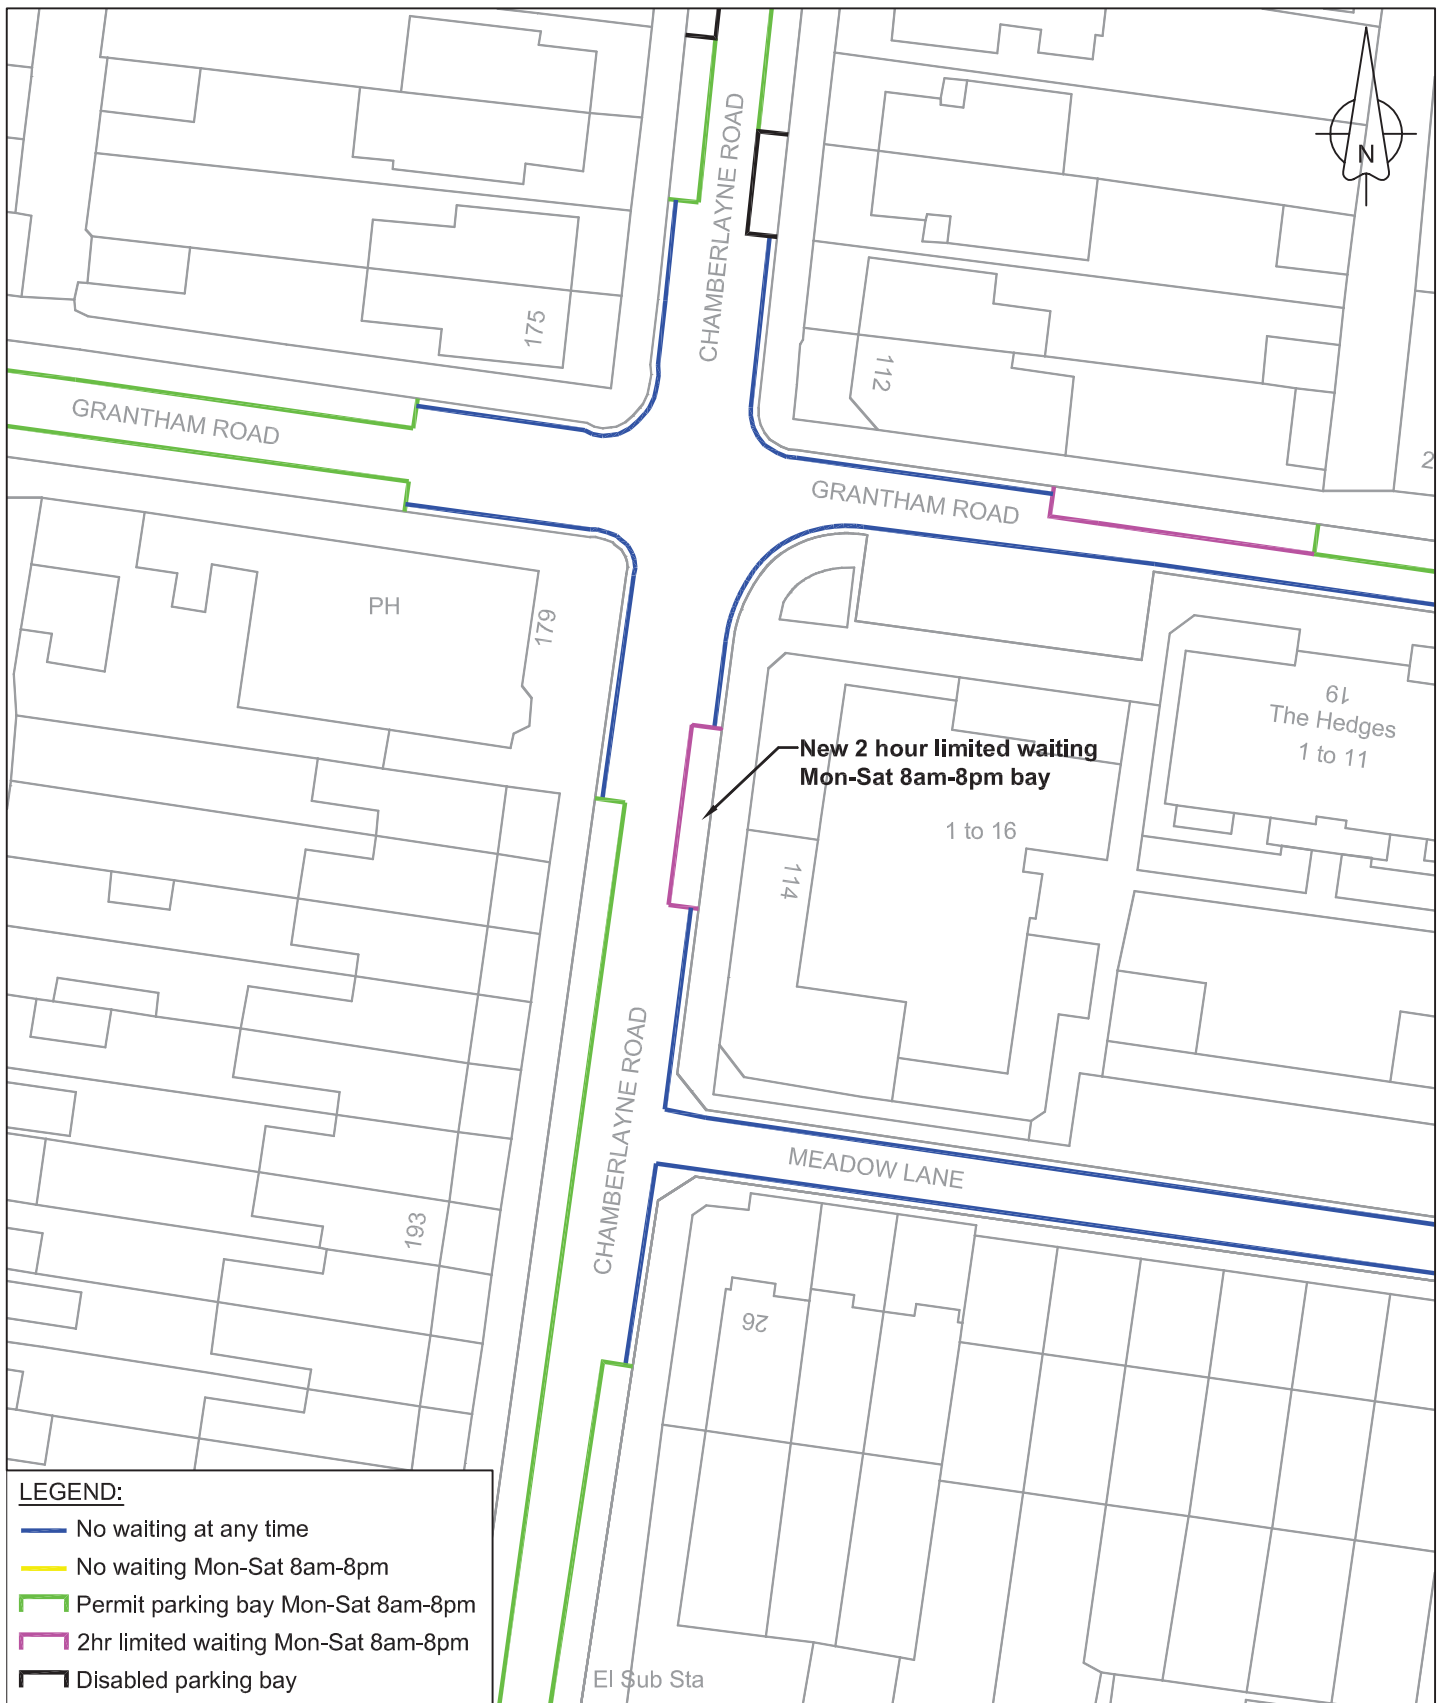 CHAMBERLAYNE ROAD
N
175
112
GRANTHAM ROAD
GRANTHAM ROAD
2
PH
179
19
The Hedges
1 to 11
New 2 hour limited waiting
Mon-Sat 8am-8pm bay
1 to 16
114
CHAMBERLAYNE ROAD
MEADOW LANE
193
26
El Sub Sta
LEGEND:
No waiting at any time
No waiting Mon-Sat 8am-8pm
Permit parking bay Mon-Sat 8am-8pm
2hr limited waiting Mon-Sat 8am-8pm
Disabled parking bay